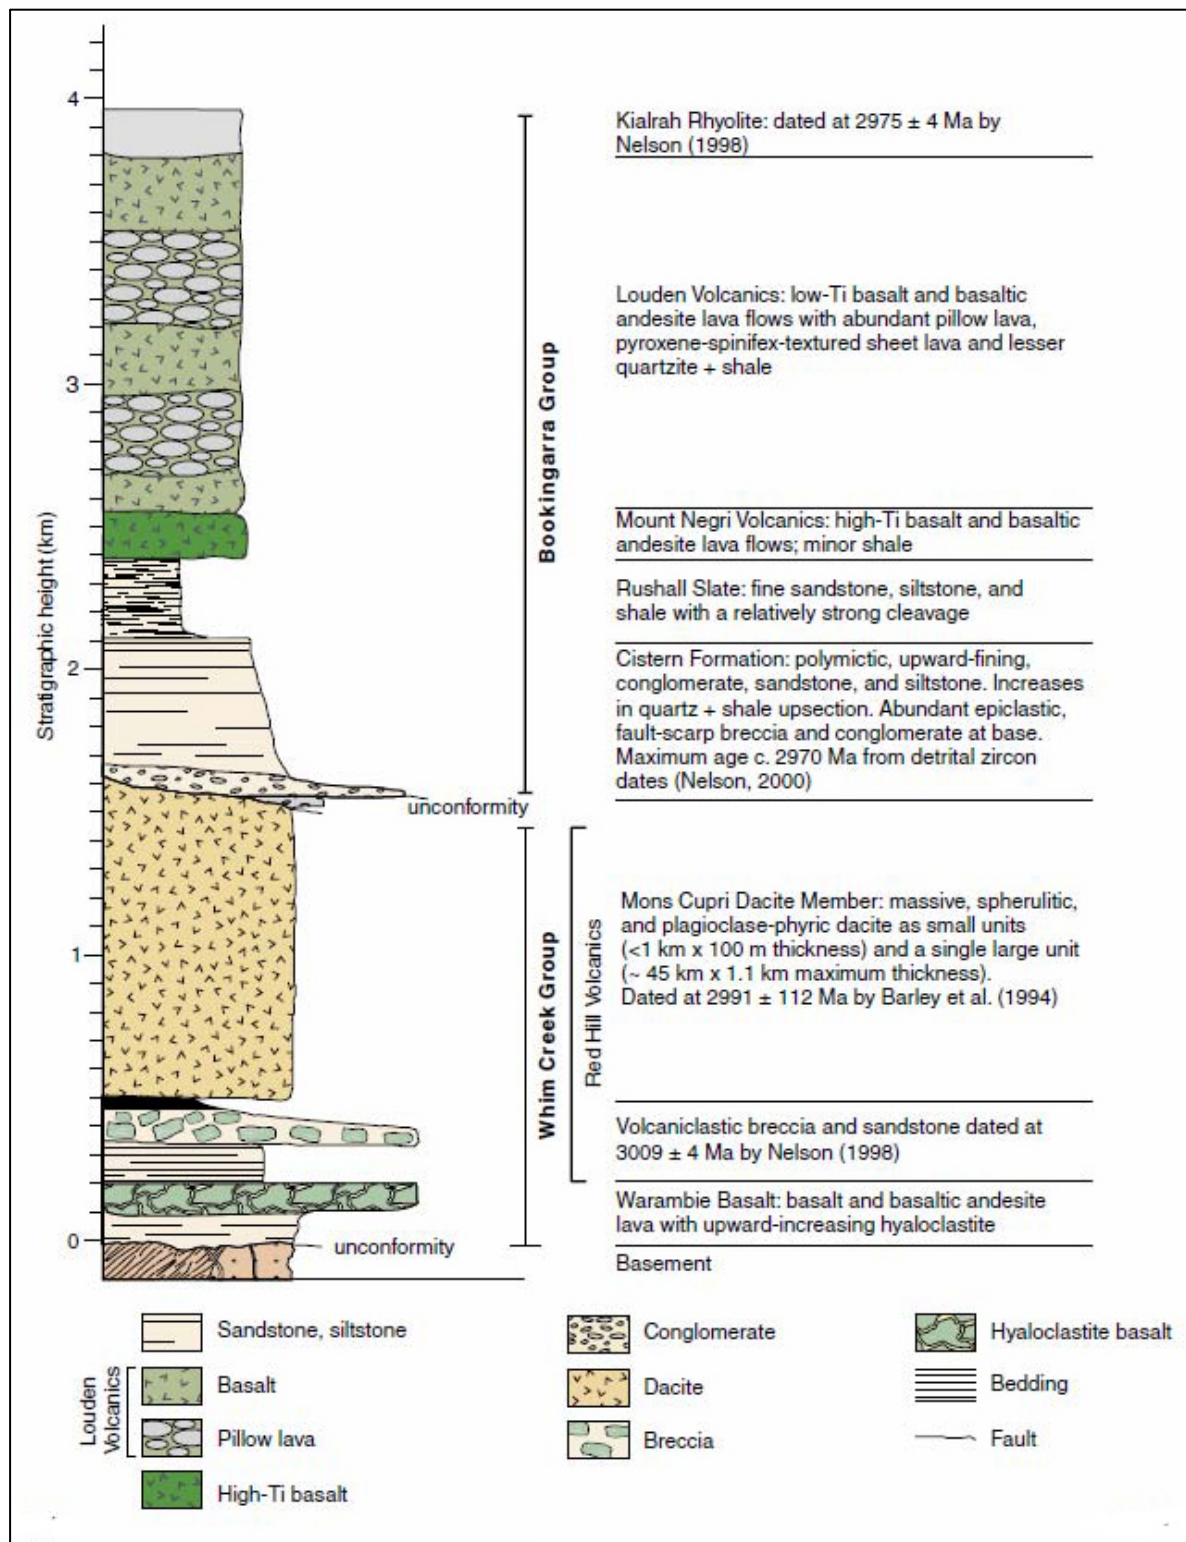 4
3
2
1
0
Stratigraphic height (km)
Kialrah Rhyolite: dated at 2975 ± 4 Ma by
Nelson (1998)
Louden Volcanics: low-Ti basalt and basaltic
andesite lava flows with abundant pillow lava,
pyroxene-spinifex-textured sheet lava and lesser
quartzite + shale
Bookingarra Group
Mount Negri Volcanics: high-Ti basalt and basaltic
andesite lava flows; minor shale
Rushall Slate: fine sandstone, siltstone, and
shale with a relatively strong cleavage
Cistern Formation: polymictic, upward-fining,
conglomerate, sandstone, and siltstone. Increases
in quartz + shale upsection. Abundant epiclastic,
fault-scarp breccia and conglomerate at base.
Maximum age c. 2970 Ma from detrital zircon
dates (Nelson, 2000)
unconformity
Whim Creek Group
Red Hill Volcanics
Mons Cupri Dacite Member: massive, spherulitic,
and plagioclase-phyric dacite as small units
(<1 km x 100 m thickness) and a single large unit
(~ 45 km x 1.1 km maximum thickness).
Dated at 2991 ± 112 Ma by Barley et al. (1994)
Volcaniclastic breccia and sandstone dated at
3009 ± 4 Ma by Nelson (1998)
Warambie Basalt: basalt and basaltic andesite
lava with upward-increasing hyaloclastite
unconformity
Basement
Sandstone, siltstone
Louden
Volcanics
Basalt
Pillow lava
High-Ti basalt
Conglomerate
Dacite
Breccia
Hyaloclastite basalt
Bedding
Fault